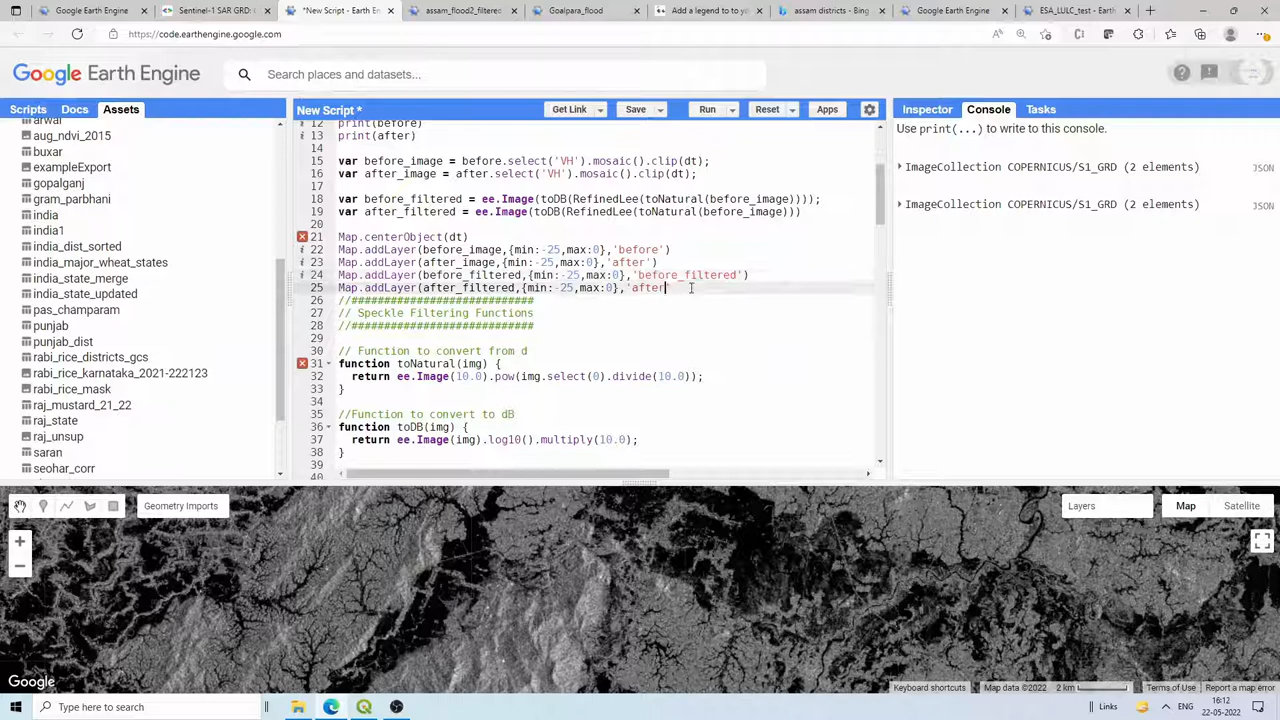 Google Earth Engine
Sentinel-1 SAR GRD: C
*New Script - Earth En
assam_flood2_filtered
Goalpara_flood
Add a legend to to yo
assam districts - Bing
Google Earth Engine
ESA_LULC_test - Earth
https://code.earthengine.google.com
Google Earth Engine
Search places and datasets...
Scripts Docs Assets
New Script *
Get Link Save Run Reset Apps
Inspector Console Tasks
arwal
aug_ndvi_2015
buxar
exampleExport
gopalganj
gram_parbhani
india
india1
india_dist_sorted
india_major_wheat_states
india_state_merge
india_state_updated
pas_champaram
punjab
punjab_dist
rabi_rice_districts_gcs
rabi_rice_karnataka_2021-222123
rabi_rice_mask
raj_mustard_21_22
raj_state
raj_unsup
saran
seohar_corr
12 print(before)
13 print(after)
14
15 var before_image = before.select('VH').mosaic().clip(dt);
16 var after_image = after.select('VH').mosaic().clip(dt);
17
18 var before_filtered = ee.Image(toDB(RefinedLee(toNatural(before_image))));
19 var after_filtered = ee.Image(toDB(RefinedLee(toNatural(before_image)))
20
21 Map.centerObject(dt)
22 Map.addLayer(before_image,{min:-25,max:0},'before')
23 Map.addLayer(after_image,{min:-25,max:0},'after')
24 Map.addLayer(before_filtered,{min:-25,max:0},'before_filtered')
25 Map.addLayer(after_filtered,{min:-25,max:0},'after'
26 //############################
27 // Speckle Filtering Functions
28 //############################
29
30 // Function to convert from d
31 function toNatural(img) {
32 return ee.Image(10.0).pow(img.select(0).divide(10.0));
33 }
34
35 //Function to convert to dB
36 function toDB(img) {
37 return ee.Image(img).log10().multiply(10.0);
38 }
39
40
Use print(...) to write to this console.
ImageCollection COPERNICUS/S1_GRD (2 elements) JSON
ImageCollection COPERNICUS/S1_GRD (2 elements) JSON
Geometry Imports
Layers
Map Satellite
+
−
Google
Keyboard shortcuts Map data ©2022 2 km Terms of Use Report a map error
Type here to search
Links
ENG
16:12
22-05-2022